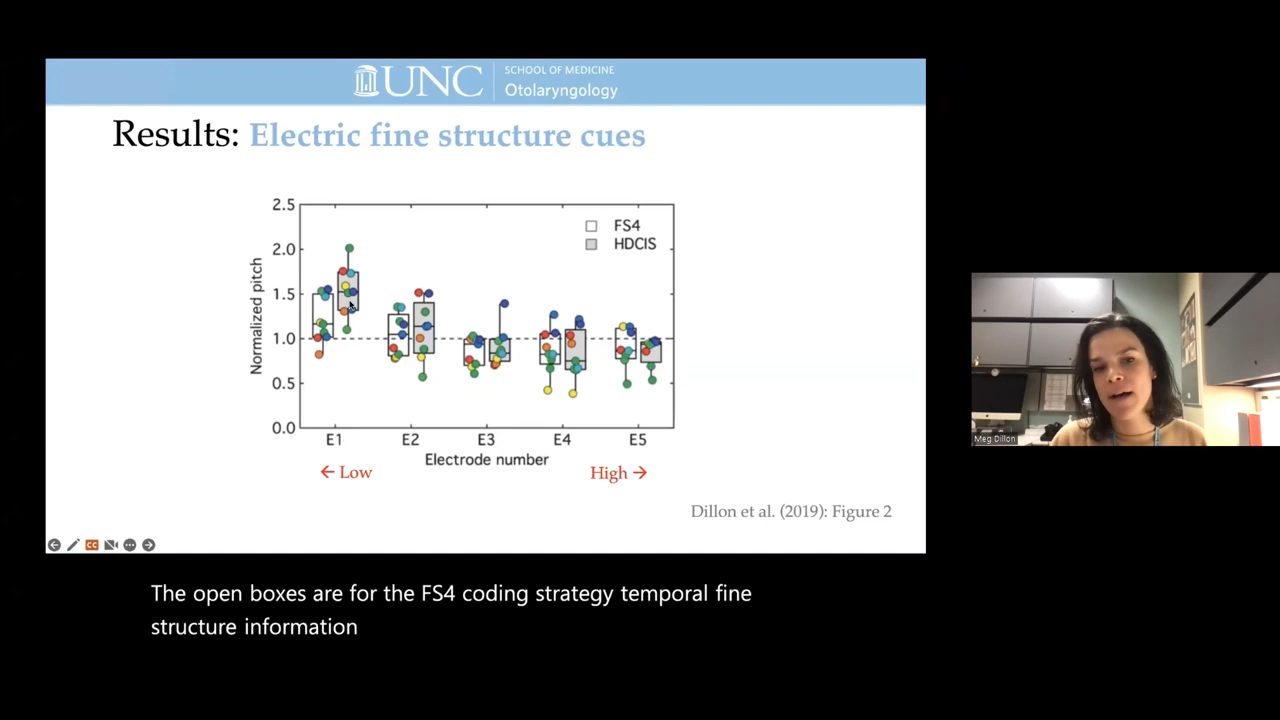 UNC
SCHOOL OF MEDICINE
Otolaryngology
Results: Electric fine structure cues
2.5
2.0
1.5
1.0
0.5
0.0
Normalized pitch
FS4
HDCIS
E1 E2 E3 E4 E5
Electrode number
← Low High →
Dillon et al. (2019): Figure 2
CC
Meg Dillon
The open boxes are for the FS4 coding strategy temporal fine
structure information